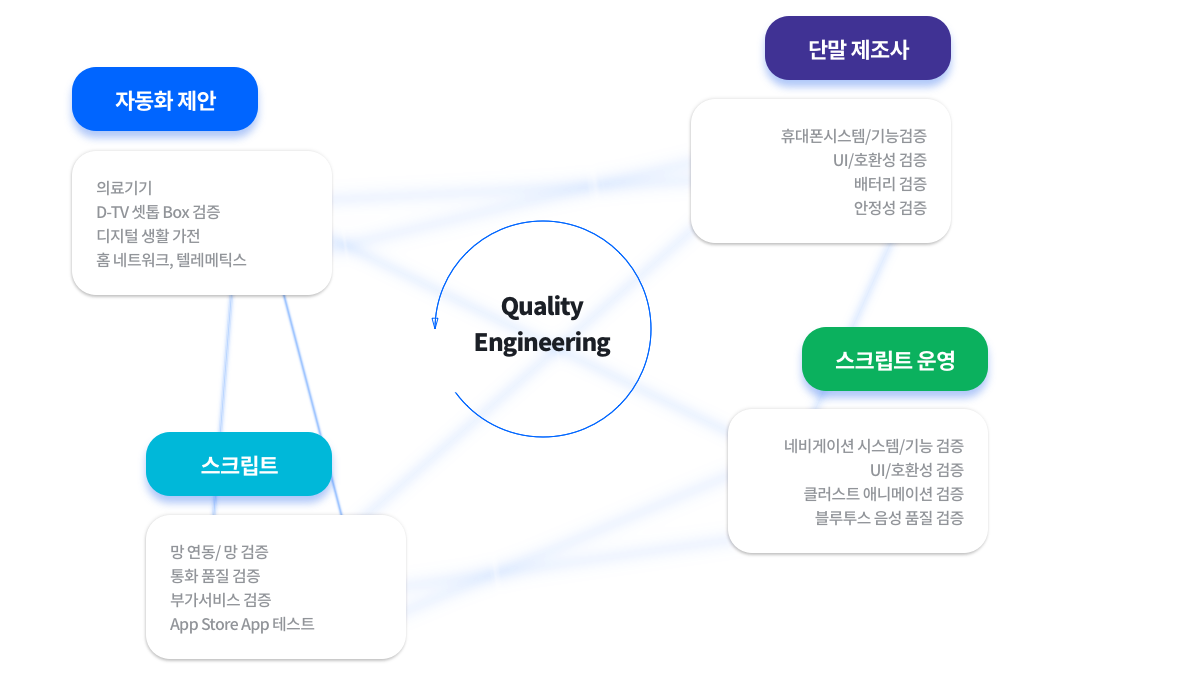 자동화 제안
의료기기
D-TV 셋톱 Box 검증
디지털 생활 가전
홈 네트워크, 텔레메틱스
단말 제조사
휴대폰시스템/기능검증
UI/호환성 검증
배터리 검증
안정성 검증
Quality
Engineering
스크립트
망 연동/ 망 검증
통화 품질 검증
부가서비스 검증
App Store App 테스트
스크립트 운영
네비게이션 시스템/기능 검증
UI/호환성 검증
클러스트 애니메이션 검증
블루투스 음성 품질 검증